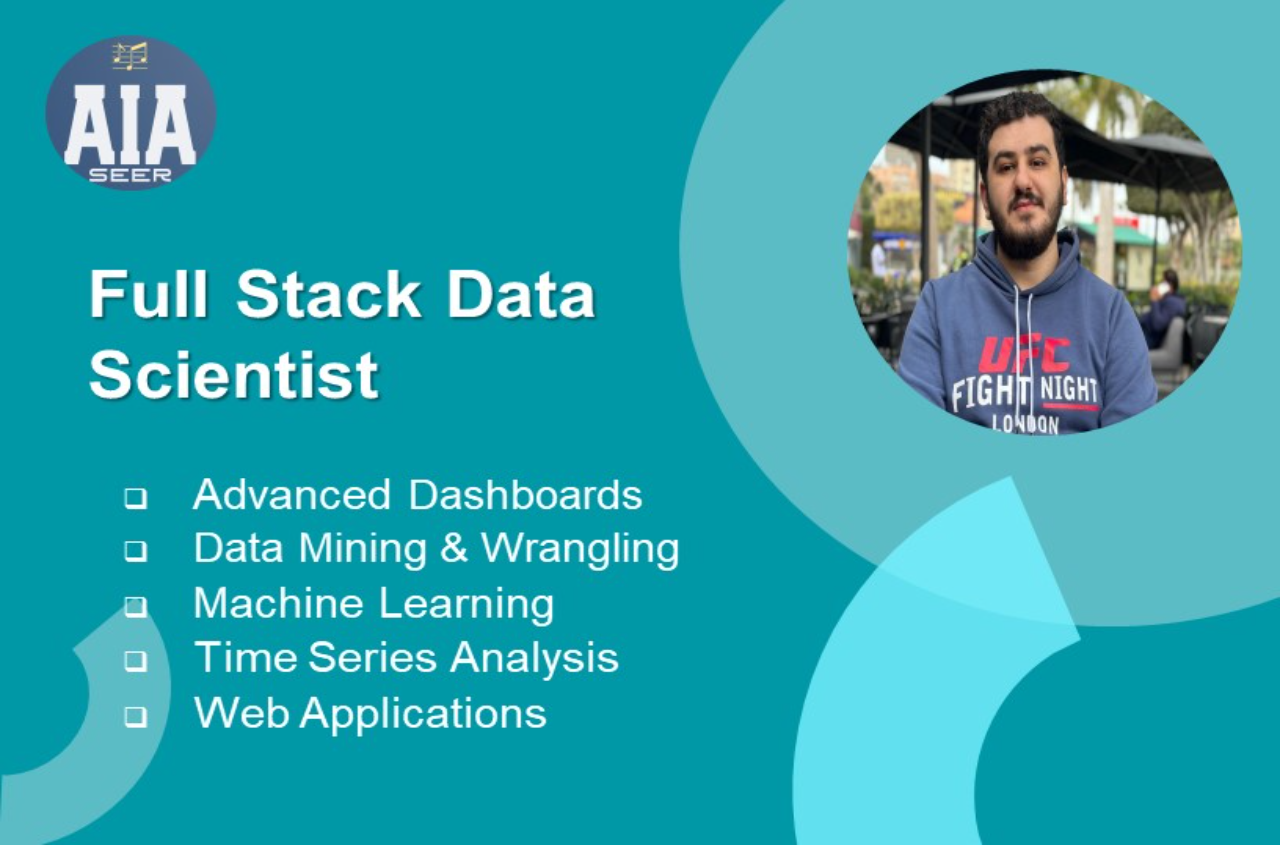 AIA
SEER
Full Stack Data
Scientist
Advanced Dashboards
Data Mining & Wrangling
Machine Learning
Time Series Analysis
Web Applications
UFC
FIGHT NIGHT
LONDON